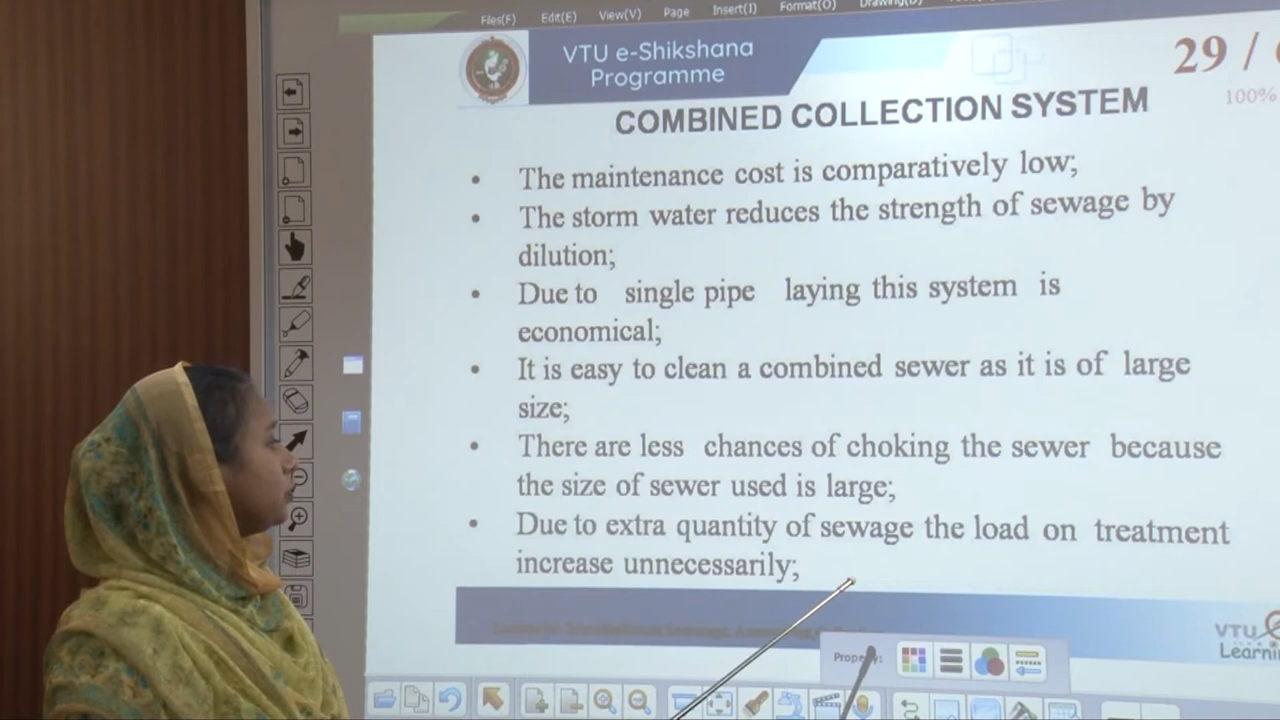 Files(F) Edit(E) View(V) Page Insert(I) Format(O)
VTU e-Shikshana
Programme
29 /
100%
COMBINED COLLECTION SYSTEM
• The maintenance cost is comparatively low;
• The storm water reduces the strength of sewage by
dilution;
• Due to single pipe laying this system is
economical;
• It is easy to clean a combined sewer as it is of large
size;
• There are less chances of choking the sewer because
the size of sewer used is large;
• Due to extra quantity of sewage the load on treatment
increase unnecessarily;
VTU